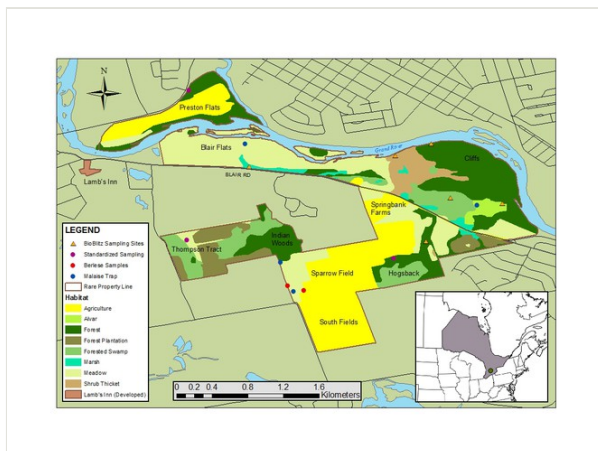 N
Preston Flats
Blair Flats
Grand River
Cliffs
BLAIR RD
Lamb's Inn
Springbank
Farms
Indian
Woods
Thompson Tract
Sparrow Field
Hogsback
South Fields
LEGEND
BioBlitz Sampling Sites
Standardized Sampling
Berlese Samples
Malaise Trap
Rare Property Line
Habitat
Agriculture
Alvar
Forest
Forest Plantation
Forested Swamp
Marsh
Meadow
Shrub Thicket
Lamb's Inn (Developed)
0 0.2 0.4 0.8 1.2 1.6
Kilometers